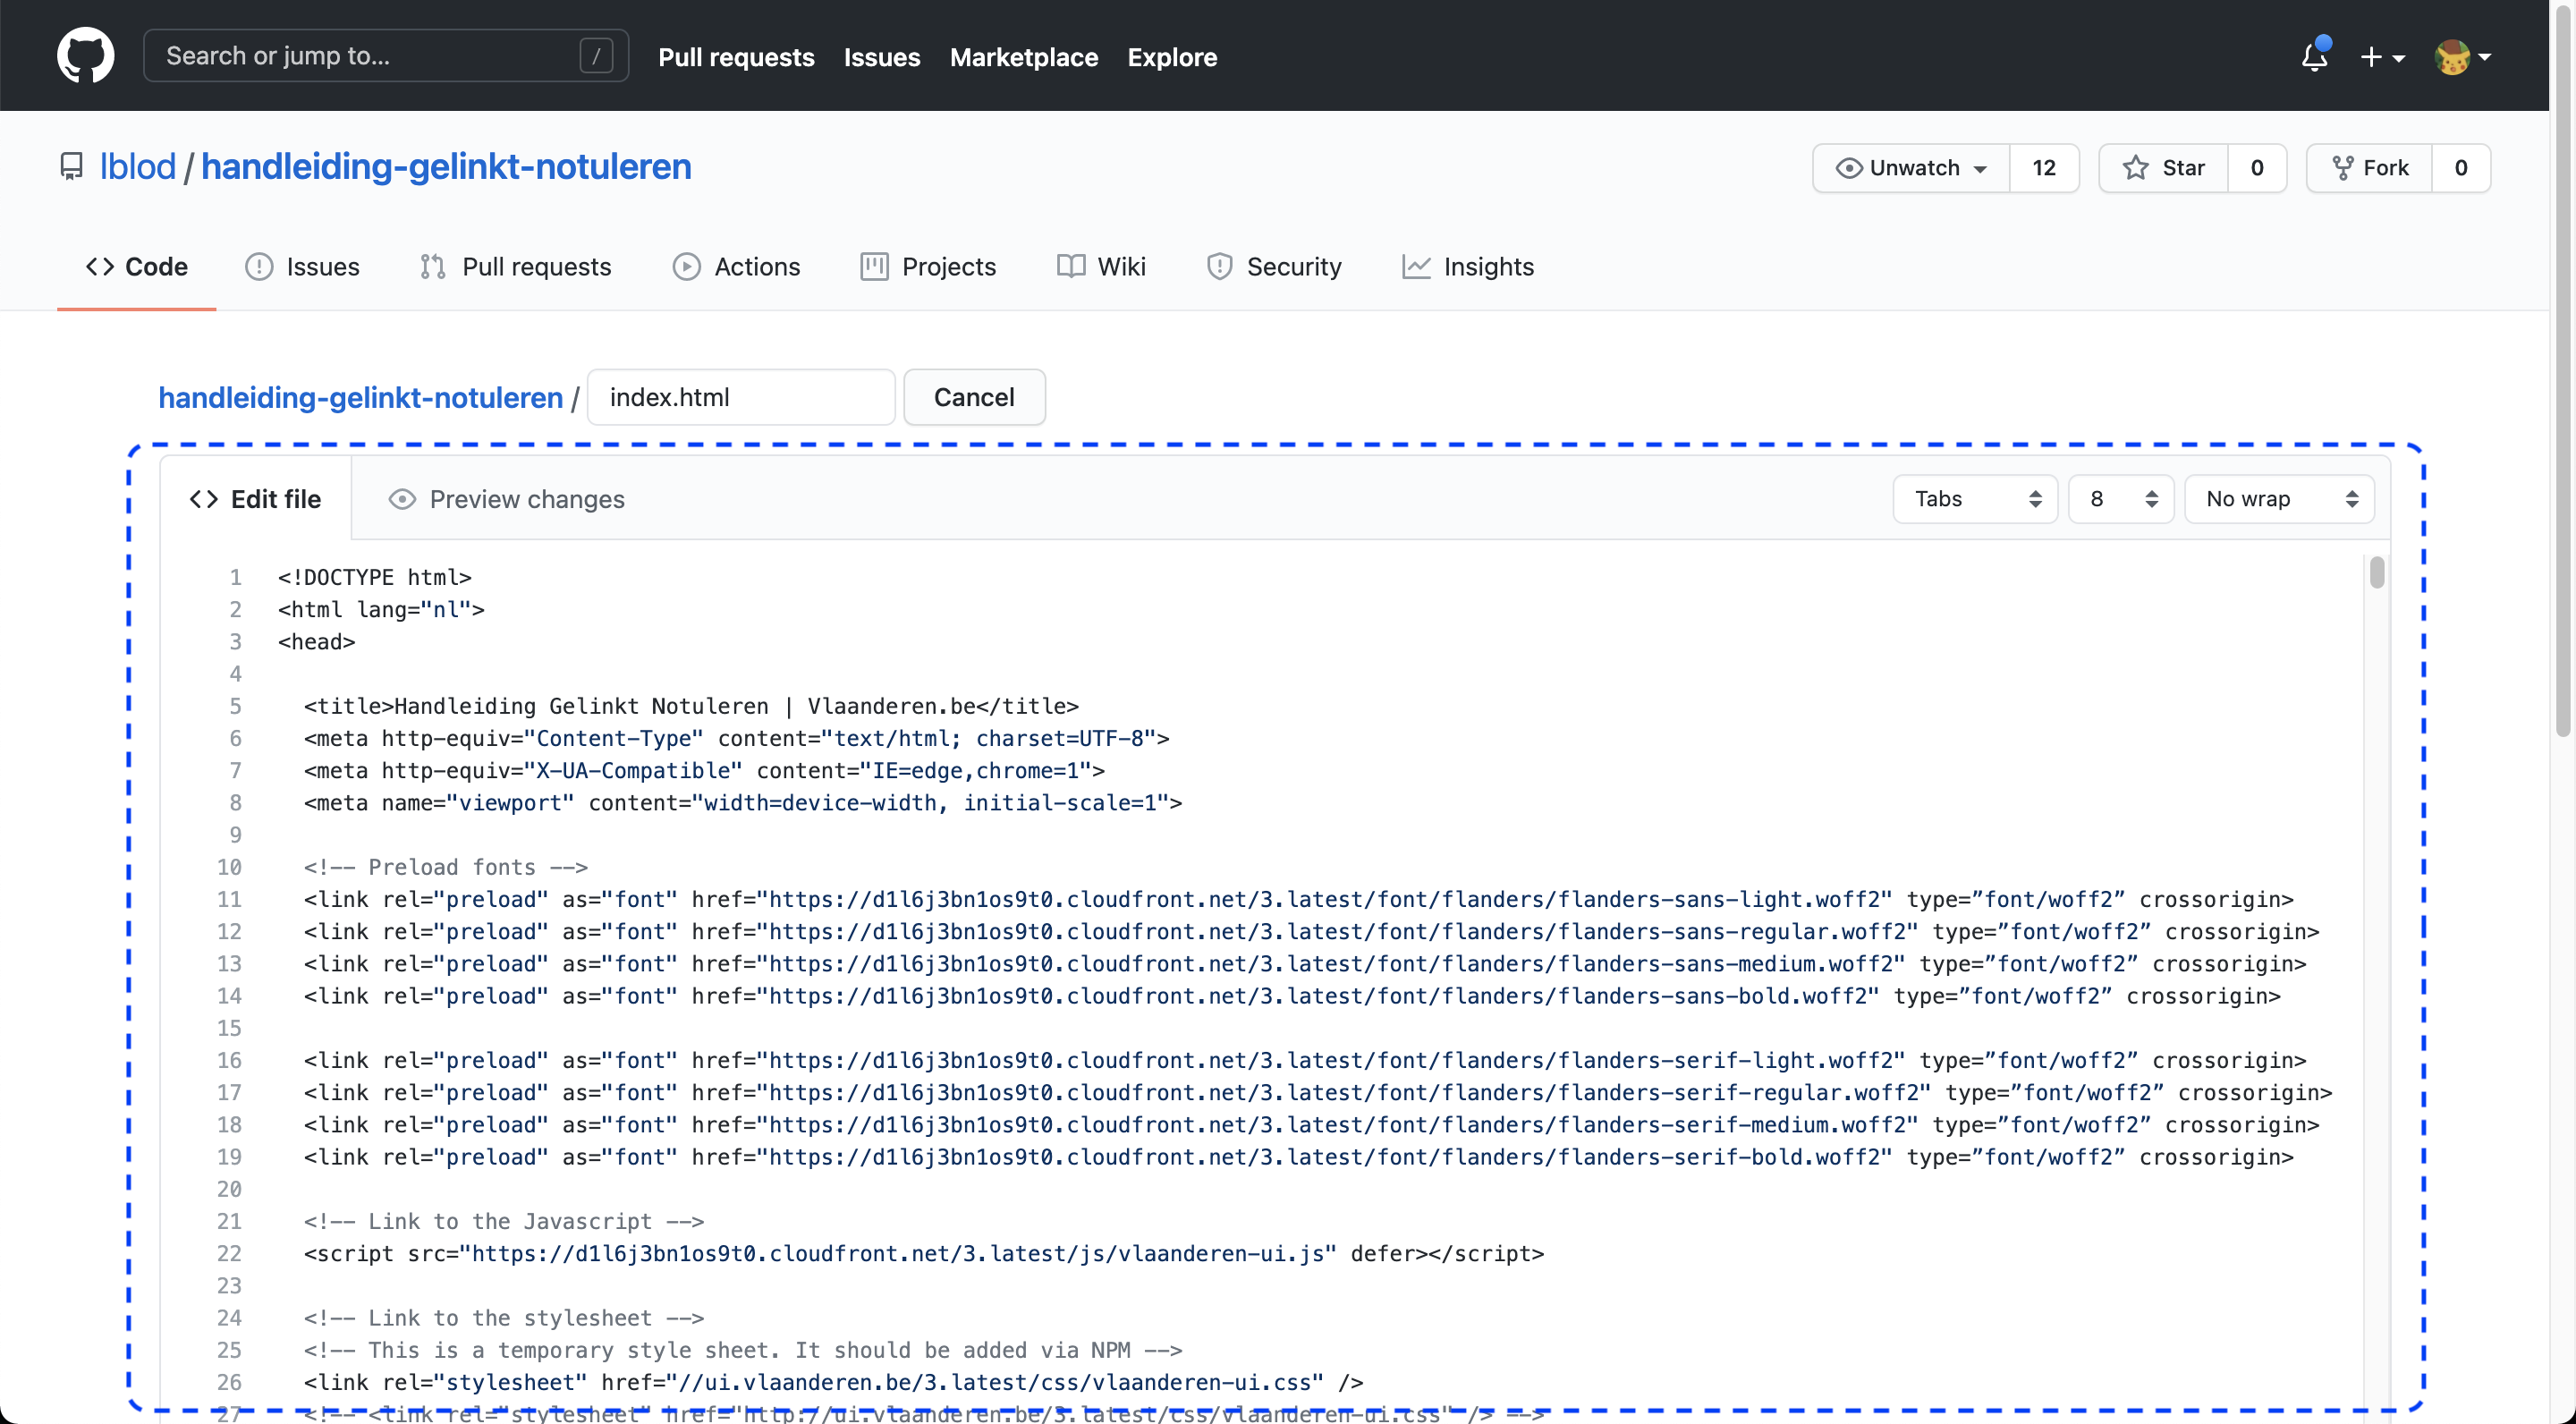 Search or jump to... /
Pull requests Issues Marketplace Explore
lblod / handleiding-gelinkt-notuleren
Unwatch 12 Star 0 Fork 0
Code Issues Pull requests Actions Projects Wiki Security Insights
handleiding-gelinkt-notuleren / index.html Cancel
Edit file Preview changes Tabs 8 No wrap
1 <!DOCTYPE html>
2 <html lang="nl">
3 <head>
4
5 <title>Handleiding Gelinkt Notuleren | Vlaanderen.be</title>
6 <meta http-equiv="Content-Type" content="text/html; charset=UTF-8">
7 <meta http-equiv="X-UA-Compatible" content="IE=edge,chrome=1">
8 <meta name="viewport" content="width=device-width, initial-scale=1">
9
10 <!-- Preload fonts -->
11 <link rel="preload" as="font" href="https://d1l6j3bn1os9t0.cloudfront.net/3.latest/font/flanders/flanders-sans-light.woff2" type=”font/woff2” crossorigin>
12 <link rel="preload" as="font" href="https://d1l6j3bn1os9t0.cloudfront.net/3.latest/font/flanders/flanders-sans-regular.woff2" type=”font/woff2” crossorigin>
13 <link rel="preload" as="font" href="https://d1l6j3bn1os9t0.cloudfront.net/3.latest/font/flanders/flanders-sans-medium.woff2" type=”font/woff2” crossorigin>
14 <link rel="preload" as="font" href="https://d1l6j3bn1os9t0.cloudfront.net/3.latest/font/flanders/flanders-sans-bold.woff2" type=”font/woff2” crossorigin>
15
16 <link rel="preload" as="font" href="https://d1l6j3bn1os9t0.cloudfront.net/3.latest/font/flanders/flanders-serif-light.woff2" type=”font/woff2” crossorigin>
17 <link rel="preload" as="font" href="https://d1l6j3bn1os9t0.cloudfront.net/3.latest/font/flanders/flanders-serif-regular.woff2" type=”font/woff2” crossorigin>
18 <link rel="preload" as="font" href="https://d1l6j3bn1os9t0.cloudfront.net/3.latest/font/flanders/flanders-serif-medium.woff2" type=”font/woff2” crossorigin>
19 <link rel="preload" as="font" href="https://d1l6j3bn1os9t0.cloudfront.net/3.latest/font/flanders/flanders-serif-bold.woff2" type=”font/woff2” crossorigin>
20
21 <!-- Link to the Javascript -->
22 <script src="https://d1l6j3bn1os9t0.cloudfront.net/3.latest/js/vlaanderen-ui.js" defer></script>
23
24 <!-- Link to the stylesheet -->
25 <!-- This is a temporary style sheet. It should be added via NPM -->
26 <link rel="stylesheet" href="//ui.vlaanderen.be/3.latest/css/vlaanderen-ui.css" />
27 <!-- <link rel="stylesheet" href="http://ui.vlaanderen.be/3.latest/css/vlaanderen-ui.css" /> -->